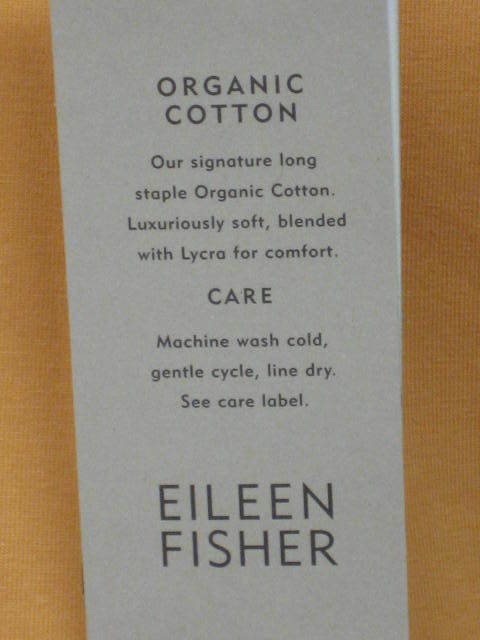 ORGANIC
COTTON
Our signature long
staple Organic Cotton.
Luxuriously soft, blended
with Lycra for comfort.
CARE
Machine wash cold,
gentle cycle, line dry.
See care label.
EILEEN
FISHER